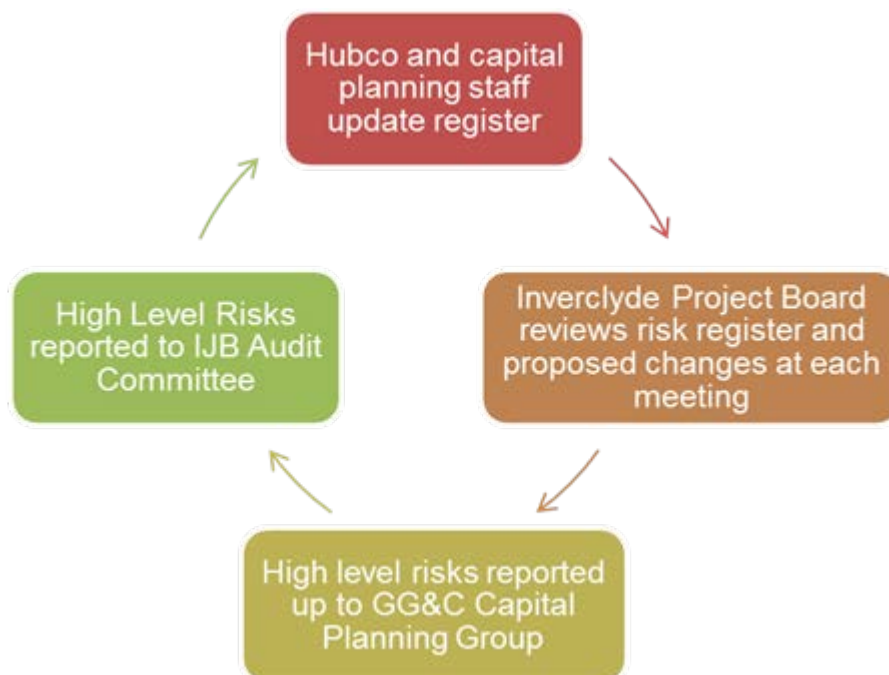 Hubco and capital
planning staff
update register
Inverclyde Project Board
reviews risk register and
proposed changes at each
meeting
High level risks reported
up to GG&C Capital
Planning Group
High Level Risks
reported to IJB Audit
Committee